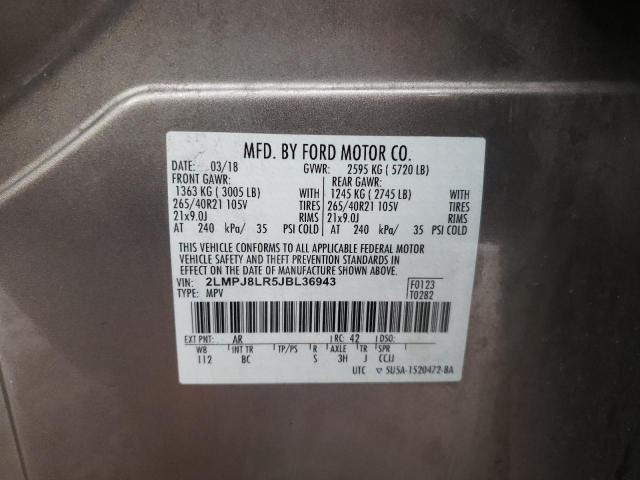 MFD. BY FORD MOTOR CO.
DATE: 03/18 GVWR: 2595 KG ( 5720 LB)
FRONT GAWR: REAR GAWR:
1363 KG ( 3005 LB) WITH 1245 KG ( 2745 LB) WITH
265/40R21 105V TIRES 265/40R21 105V TIRES
21x9.0J RIMS 21x9.0J RIMS
AT 240 kPa/ 35 PSI COLD AT 240 kPa/ 35 PSI COLD
THIS VEHICLE CONFORMS TO ALL APPLICABLE FEDERAL MOTOR
VEHICLE SAFETY AND THEFT PREVENTION STANDARDS IN
EFFECT ON THE DATE OF MANUFACTURE SHOWN ABOVE.
VIN: 2LMPJ8LR5JBL36943 F0123
TYPE: MPV T0282
EXT PNT: AR RC: 42 DSO:
WB INT TR TP/PS R AXLE TR SPR
112 BC S 3H J CCJJ
UTC ▽ 5U5A-1520472-BA